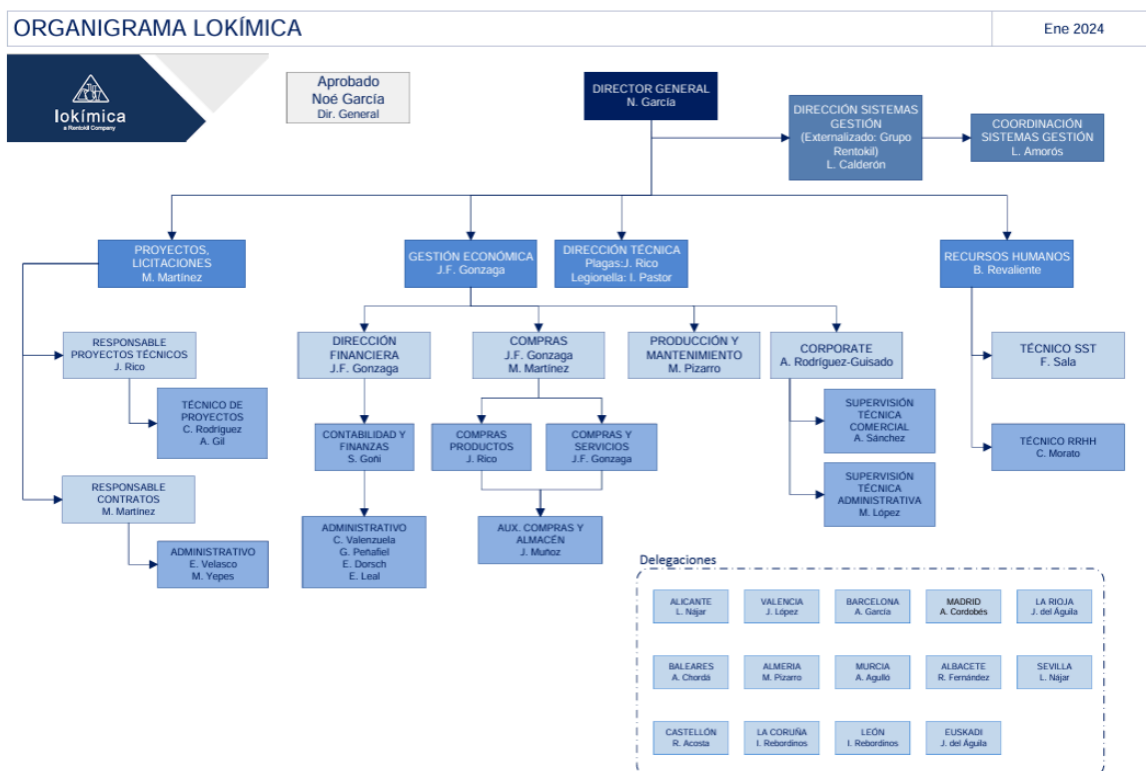 ORGANIGRAMA LOKÍMICA
Ene 2024
lokímica
a Rentokil Company
Aprobado
Noé García
Dir. General
DIRECTOR GENERAL
N. García
DIRECCIÓN SISTEMAS
GESTIÓN
(Externalizado: Grupo
Rentokil)
L. Calderón
COORDINACIÓN
SISTEMAS GESTIÓN
L. Amorós
PROYECTOS,
LICITACIONES
M. Martínez
GESTIÓN ECONÓMICA
J.F. Gonzaga
DIRECCIÓN TÉCNICA
Plagas:J. Rico
Legionella: I. Pastor
RECURSOS HUMANOS
B. Revaliente
RESPONSABLE
PROYECTOS TÉCNICOS
J. Rico
DIRECCIÓN
FINANCIERA
J.F. Gonzaga
COMPRAS
J.F. Gonzaga
M. Martínez
PRODUCCIÓN Y
MANTENIMIENTO
M. Pizarro
CORPORATE
A. Rodríguez-Guisado
TÉCNICO SST
F. Sala
TÉCNICO DE
PROYECTOS
C. Rodríguez
A. Gil
CONTABILIDAD Y
FINANZAS
S. Goñi
COMPRAS
PRODUCTOS
J. Rico
COMPRAS Y
SERVICIOS
J.F. Gonzaga
SUPERVISIÓN
TÉCNICA
COMERCIAL
A. Sánchez
TÉCNICO RRHH
C. Morato
RESPONSABLE
CONTRATOS
M. Martínez
SUPERVISIÓN
TÉCNICA
ADMINISTRATIVA
M. López
ADMINISTRATIVO
E. Velasco
M. Yepes
ADMINISTRATIVO
C. Valenzuela
G. Peñafiel
E. Dorsch
E. Leal
AUX. COMPRAS Y
ALMACÉN
J. Muñoz
Delegaciones
ALICANTE
L. Nájar
VALENCIA
J. López
BARCELONA
A. García
MADRID
A. Cordobés
LA RIOJA
J. del Águila
BALEARES
A. Chordá
ALMERIA
M. Pizarro
MURCIA
A. Agulló
ALBACETE
R. Fernández
SEVILLA
L. Nájar
CASTELLÓN
R. Acosta
LA CORUÑA
I. Rebordinos
LEÓN
I. Rebordinos
EUSKADI
J. del Águila